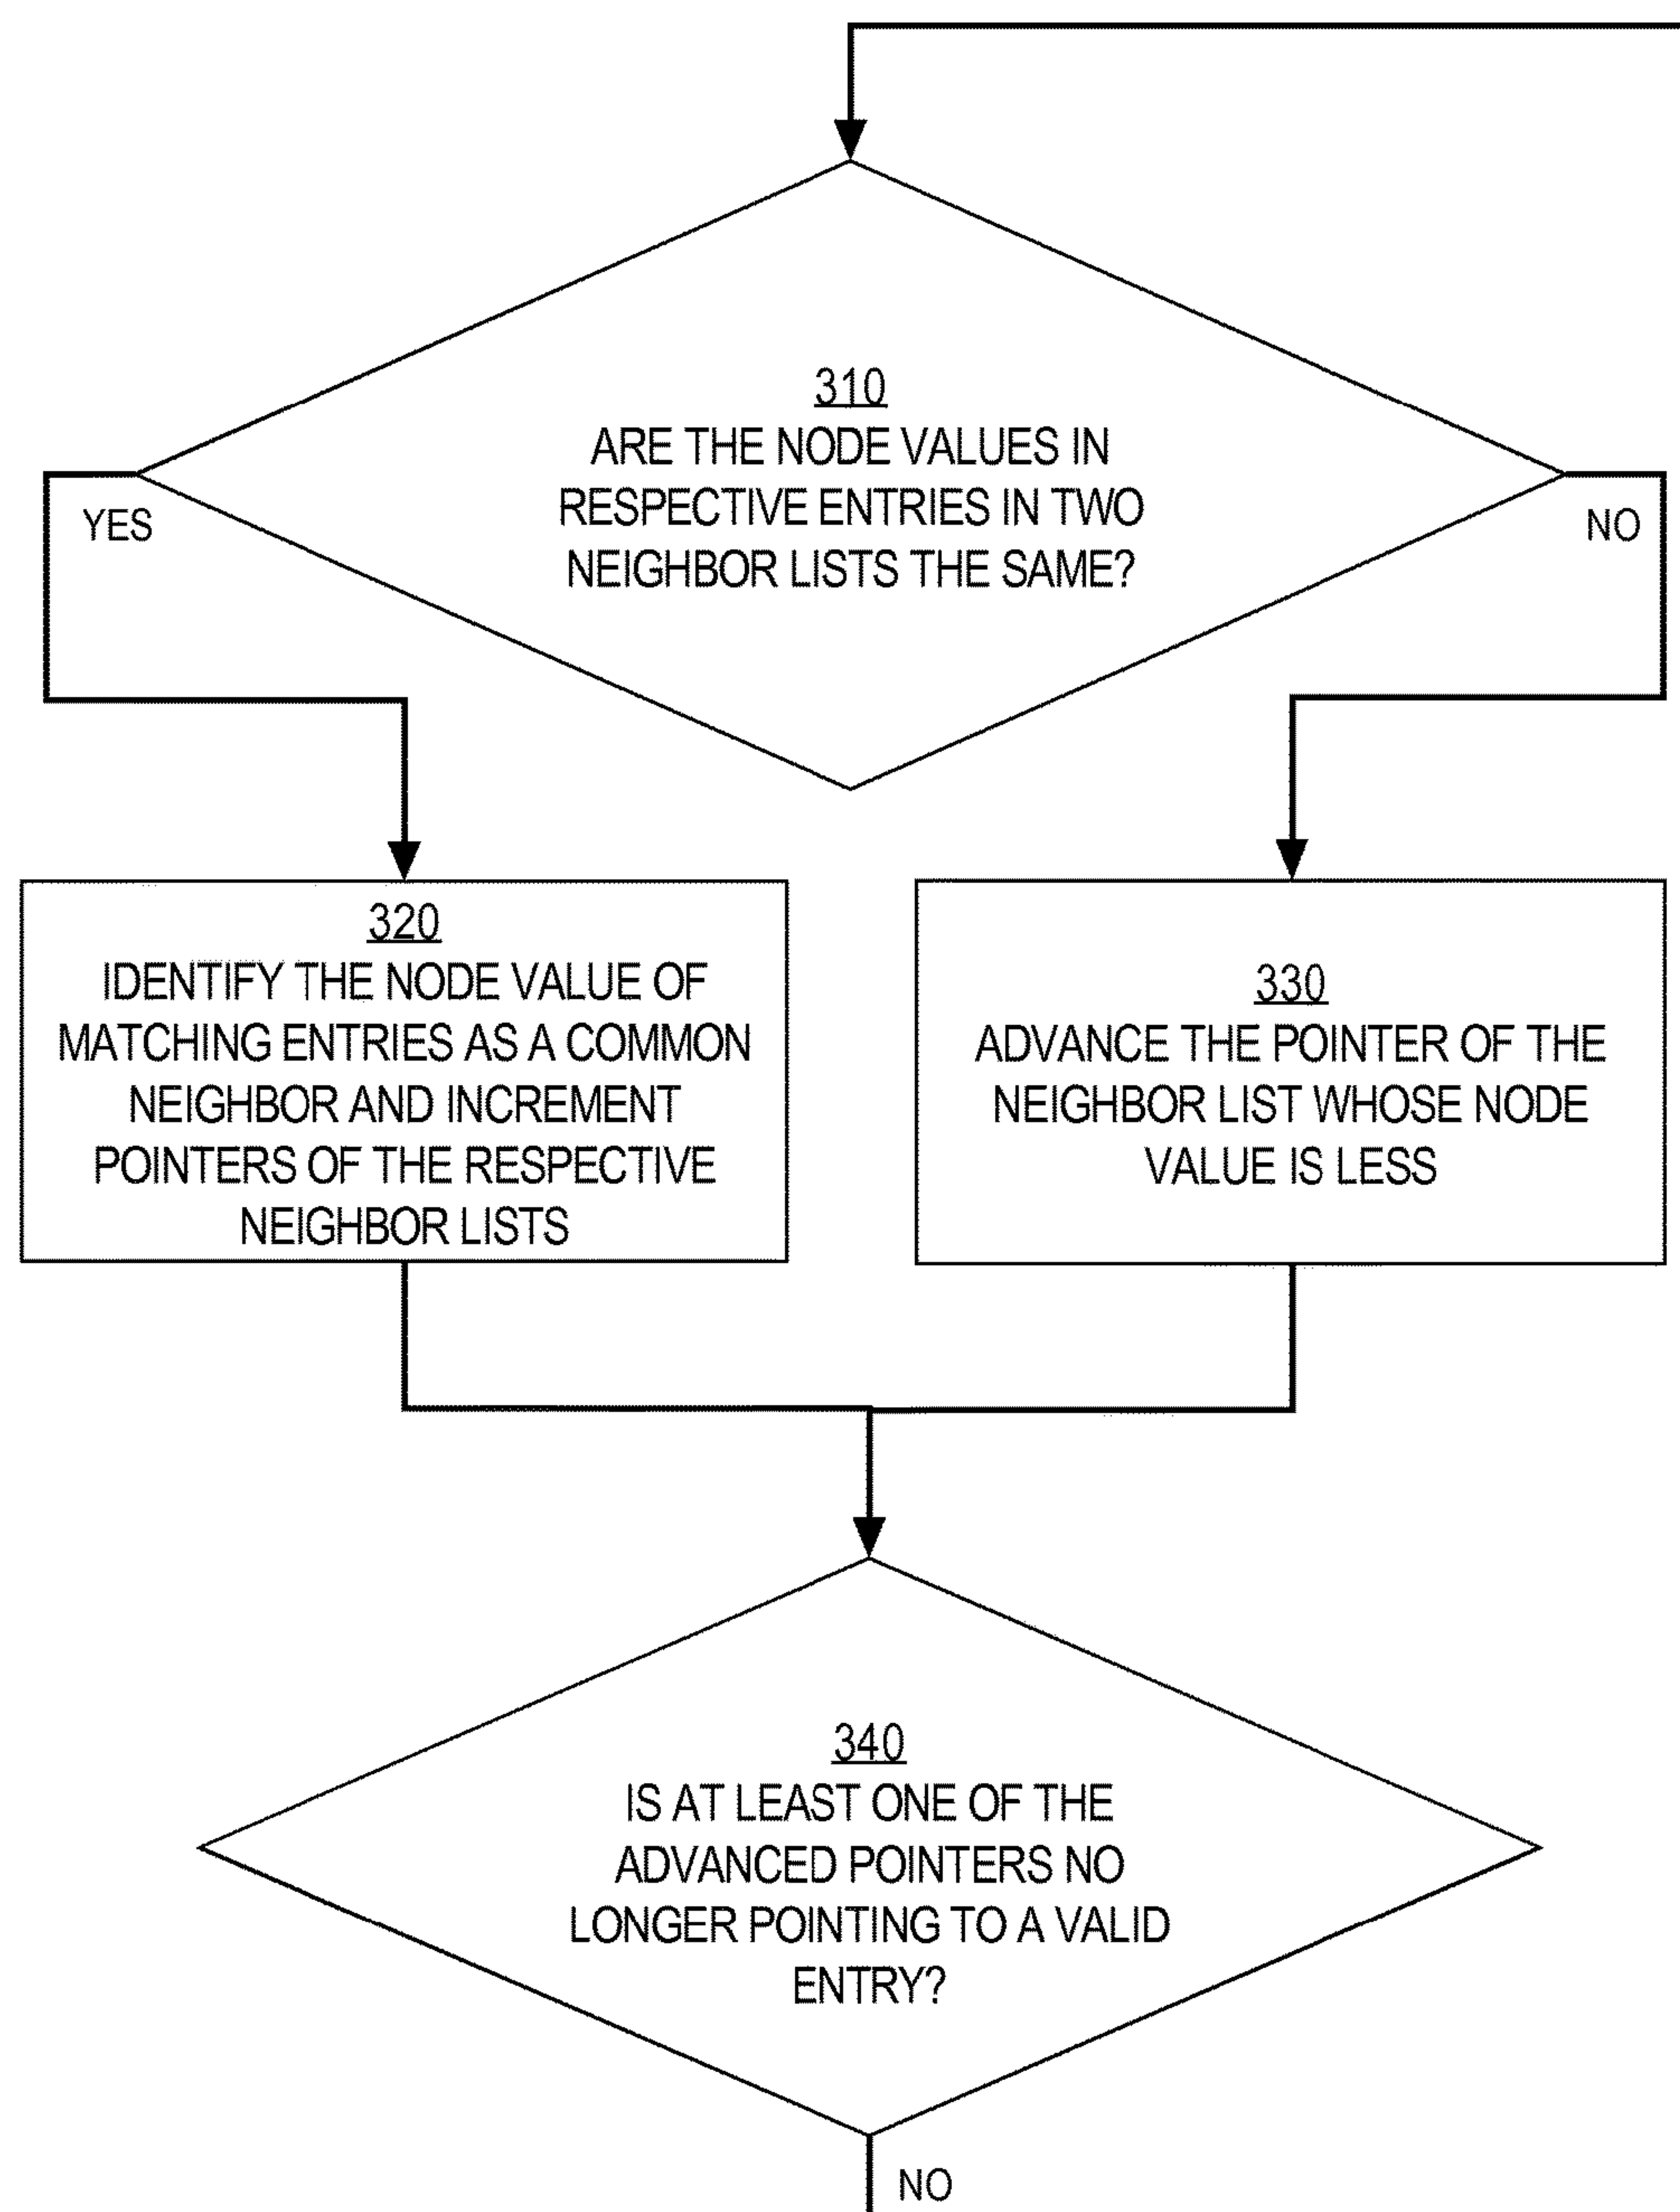 310
ARE THE NODE VALUES IN
RESPECTIVE ENTRIES IN TWO
NEIGHBOR LISTS THE SAME?
YES
NO
320
IDENTIFY THE NODE VALUE OF
MATCHING ENTRIES AS A COMMON
NEIGHBOR AND INCREMENT
POINTERS OF THE RESPECTIVE
NEIGHBOR LISTS
330
ADVANCE THE POINTER OF THE
NEIGHBOR LIST WHOSE NODE
VALUE IS LESS
340
IS AT LEAST ONE OF THE
ADVANCED POINTERS NO
LONGER POINTING TO A VALID
ENTRY?
NO